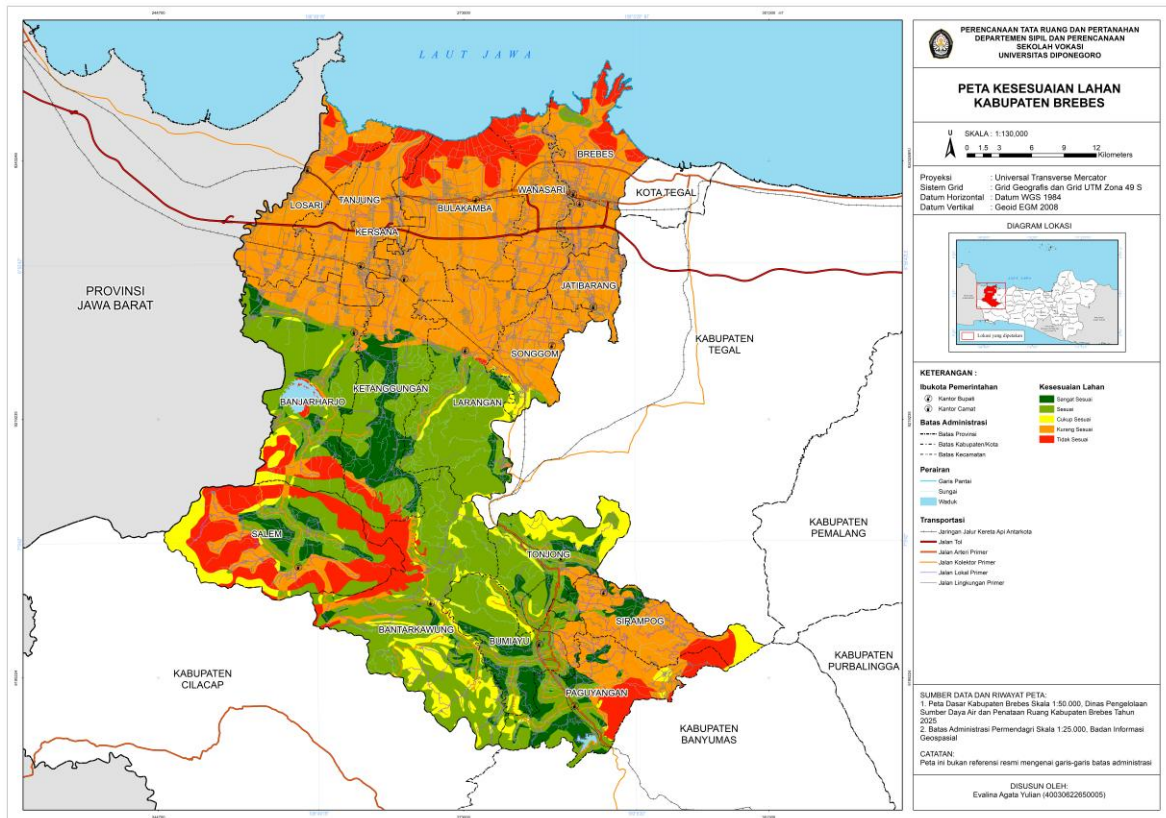 LAUT JAWA
BREBES
KOTA TEGAL
WANASARI
TANJUNG
LOSARI
BULAKAMBA
KERSANA
JATIBARANG
PROVINSI
JAWA BARAT
KABUPATEN
TEGAL
SONGGOM
KETANGGUNGAN
BANJARHARJO
LARANGAN
KABUPATEN
PEMALANG
SALEM
TONJONG
SIRAMPOG
BANTARKAWUNG
BUMIAYU
KABUPATEN
PURBALINGGA
KABUPATEN
CILACAP
PAGUYANGAN
KABUPATEN
BANYUMAS
PERENCANAAN TATA RUANG DAN PERTANAHAN
DEPARTEMEN SIPIL DAN PERENCANAAN
SEKOLAH VOKASI
UNIVERSITAS DIPONEGORO
PETA KESESUAIAN LAHAN
KABUPATEN BREBES
U
SKALA : 1:130,000
0 1.5 3 6 9 12
Kilometers
Proyeksi : Universal Transverse Mercator
Sistem Grid : Grid Geografis dan Grid UTM Zona 49 S
Datum Horizontal : Datum WGS 1984
Datum Vertikal : Geoid EGM 2008
DIAGRAM LOKASI
Lokasi yang dipetakan
KETERANGAN :
Ibukota Pemerintahan
Kantor Bupati
Kantor Camat
Batas Administrasi
Batas Provinsi
Batas Kabupaten/Kota
Batas Kecamatan
Perairan
Garis Pantai
Sungai
Waduk
Transportasi
Jaringan Jalur Kereta Api Antarkota
Jalan Tol
Jalan Arteri Primer
Jalan Kolektor Primer
Jalan Lokal Primer
Jalan Lingkungan Primer
Kesesuaian Lahan
Sangat Sesuai
Sesuai
Cukup Sesuai
Kurang Sesuai
Tidak Sesuai
SUMBER DATA DAN RIWAYAT PETA:
1. Peta Dasar Kabupaten Brebes Skala 1:50.000, Dinas Pengelolaan
Sumber Daya Air dan Penataan Ruang Kabupaten Brebes Tahun
2025
2. Batas Administrasi Permendagri Skala 1:25.000, Badan Informasi
Geospasial
CATATAN:
Peta ini bukan referensi resmi mengenai garis-garis batas administrasi
DISUSUN OLEH:
Evalina Agata Yulian (40030622650005)